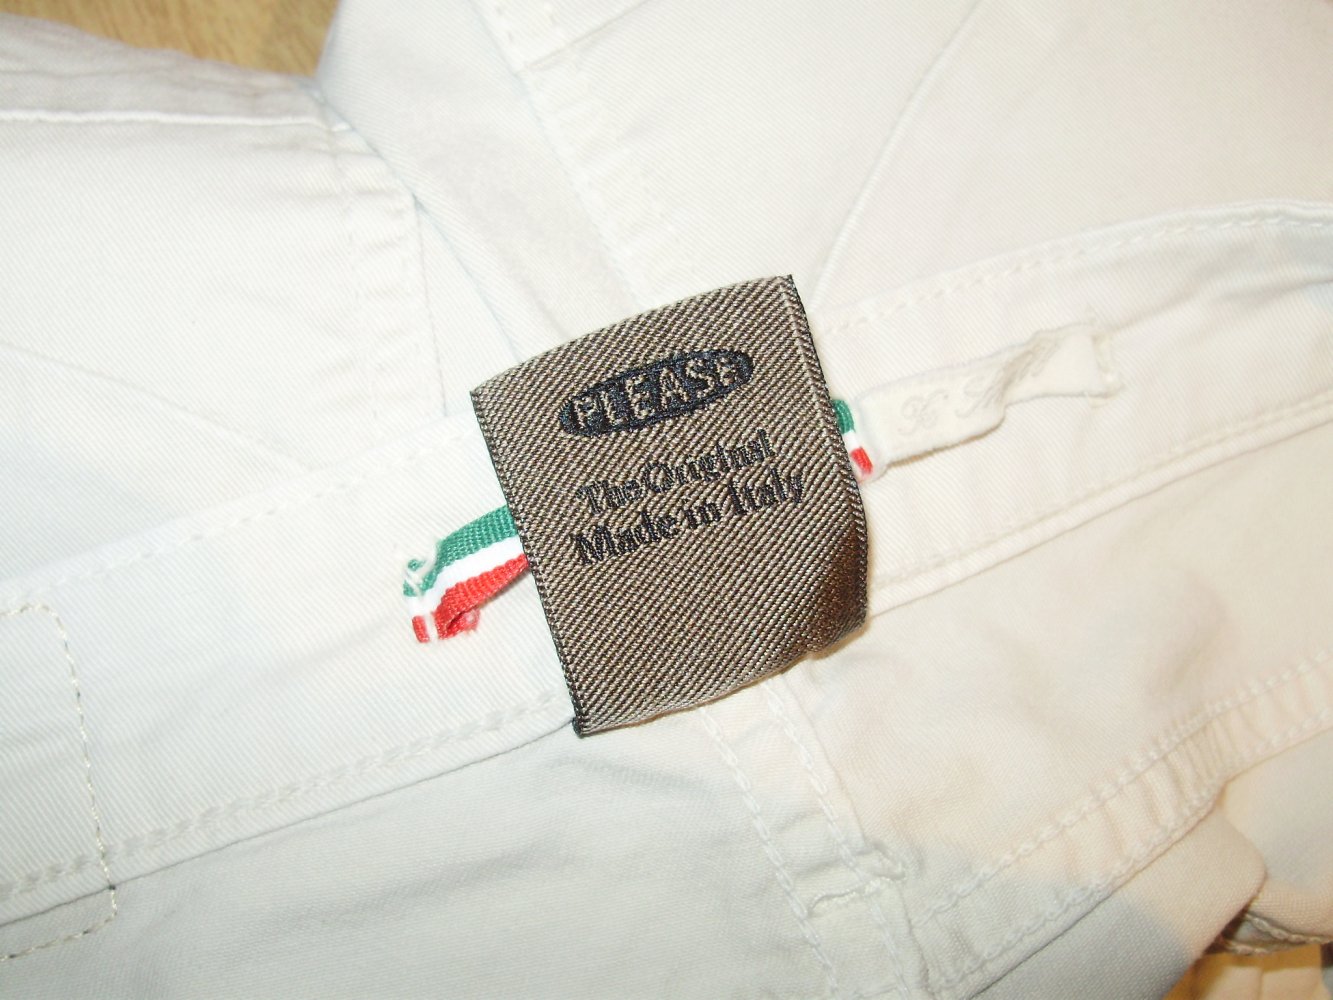 PLEASE
The Original
Made in Italy